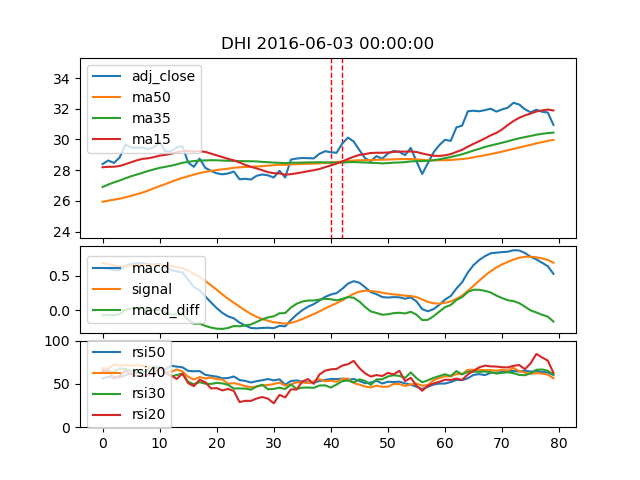 DHI 2016-06-03 00:00:00
34
32
30
28
26
24
adj_close
ma50
ma35
ma15
0.5
0.0
macd
signal
macd_diff
100
50
0
rsi50
rsi40
rsi30
rsi20
0 10 20 30 40 50 60 70 80